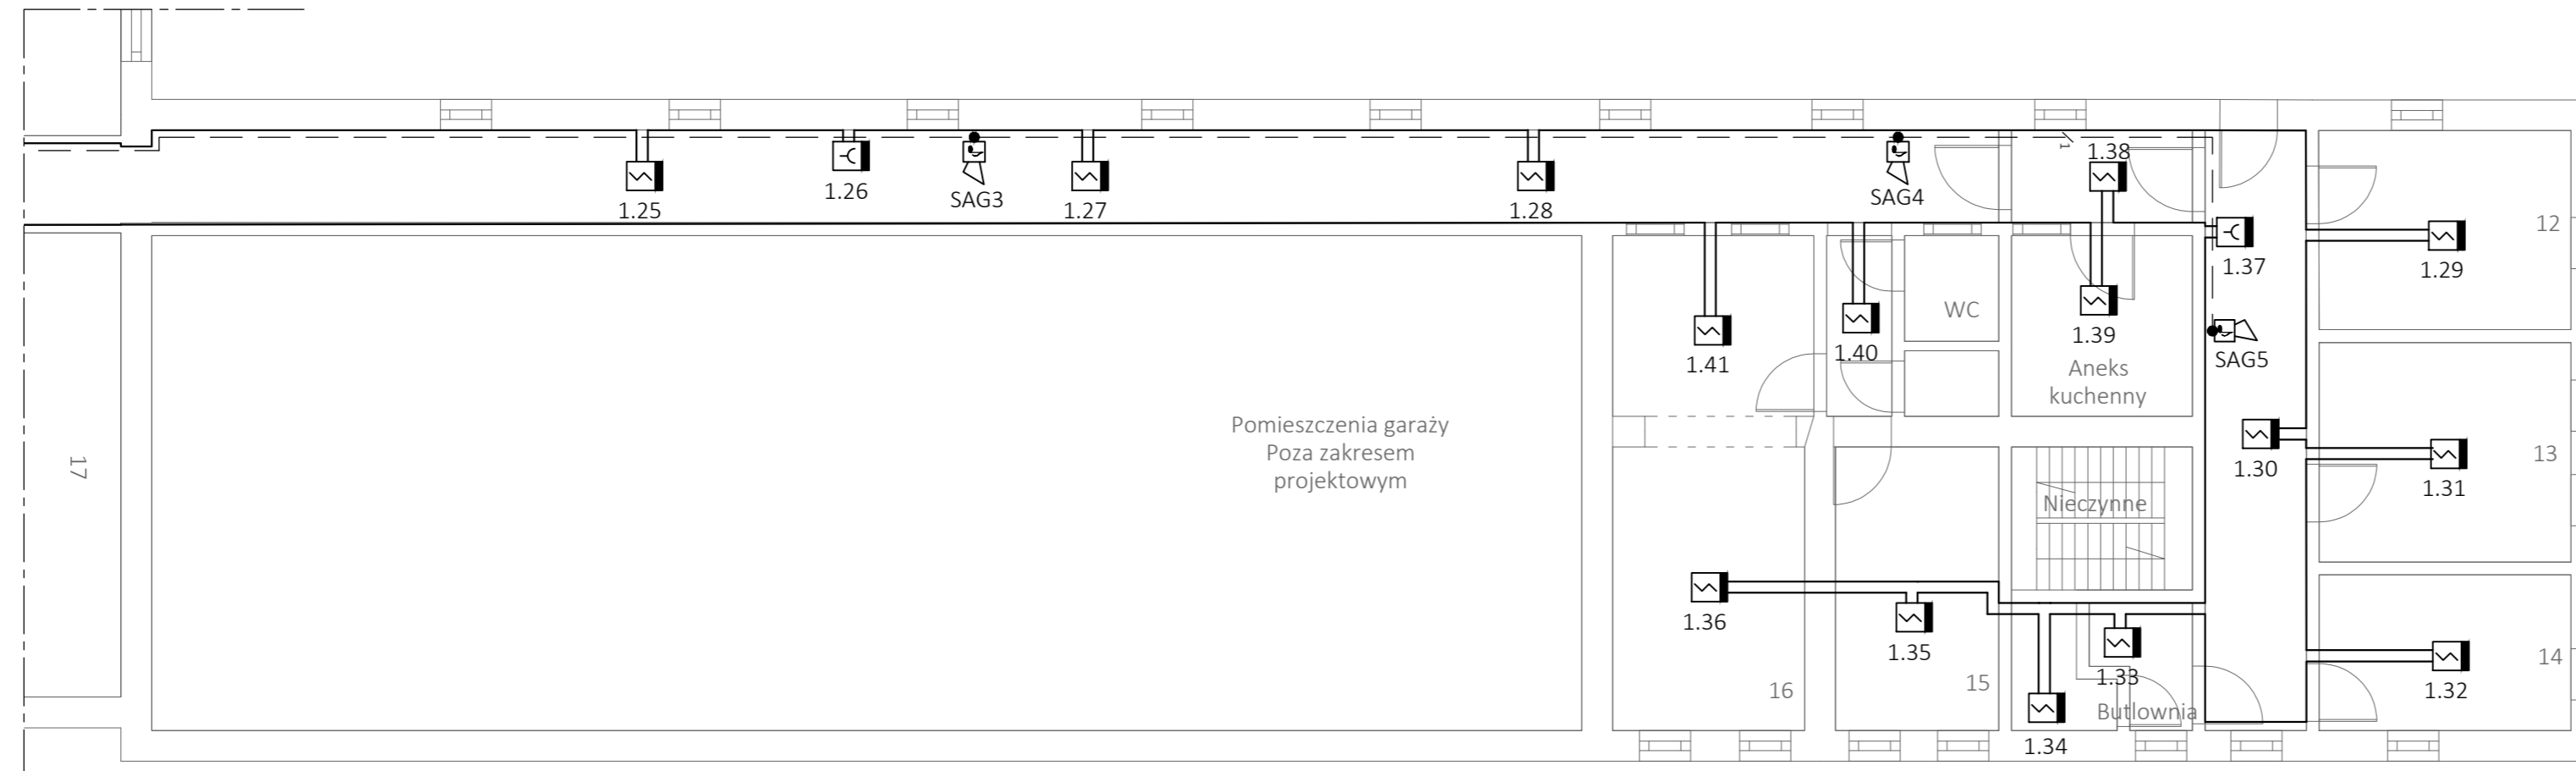 1
1.38
1.26
SAG3
SAG4
1.25
1.27
1.28
12
1.37
1.29
WC
1.39
SAG5
1.40
1.41
Aneks
kuchenny
Pomieszczenia garaży
Poza zakresem
projektowym
17
13
1.30
1.31
Nieczynne
1.36
1.35
1.33
14
16
15
1.32
Butlownia
1.34